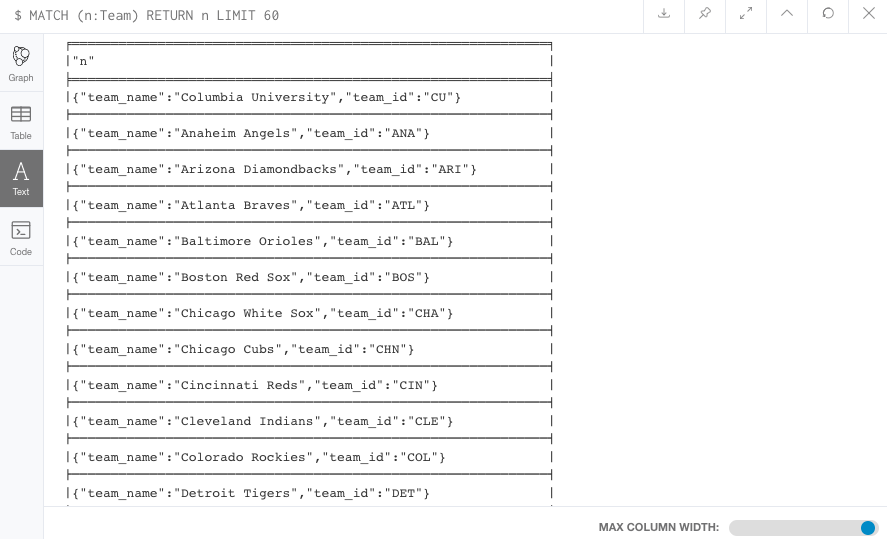 $ MATCH (n:Team) RETURN n LIMIT 60
Graph
Table
Text
Code
"n"
{"team_name":"Columbia University","team_id":"CU"}
{"team_name":"Anaheim Angels","team_id":"ANA"}
{"team_name":"Arizona Diamondbacks","team_id":"ARI"}
{"team_name":"Atlanta Braves","team_id":"ATL"}
{"team_name":"Baltimore Orioles","team_id":"BAL"}
{"team_name":"Boston Red Sox","team_id":"BOS"}
{"team_name":"Chicago White Sox","team_id":"CHA"}
{"team_name":"Chicago Cubs","team_id":"CHN"}
{"team_name":"Cincinnati Reds","team_id":"CIN"}
{"team_name":"Cleveland Indians","team_id":"CLE"}
{"team_name":"Colorado Rockies","team_id":"COL"}
{"team_name":"Detroit Tigers","team_id":"DET"}
MAX COLUMN WIDTH: